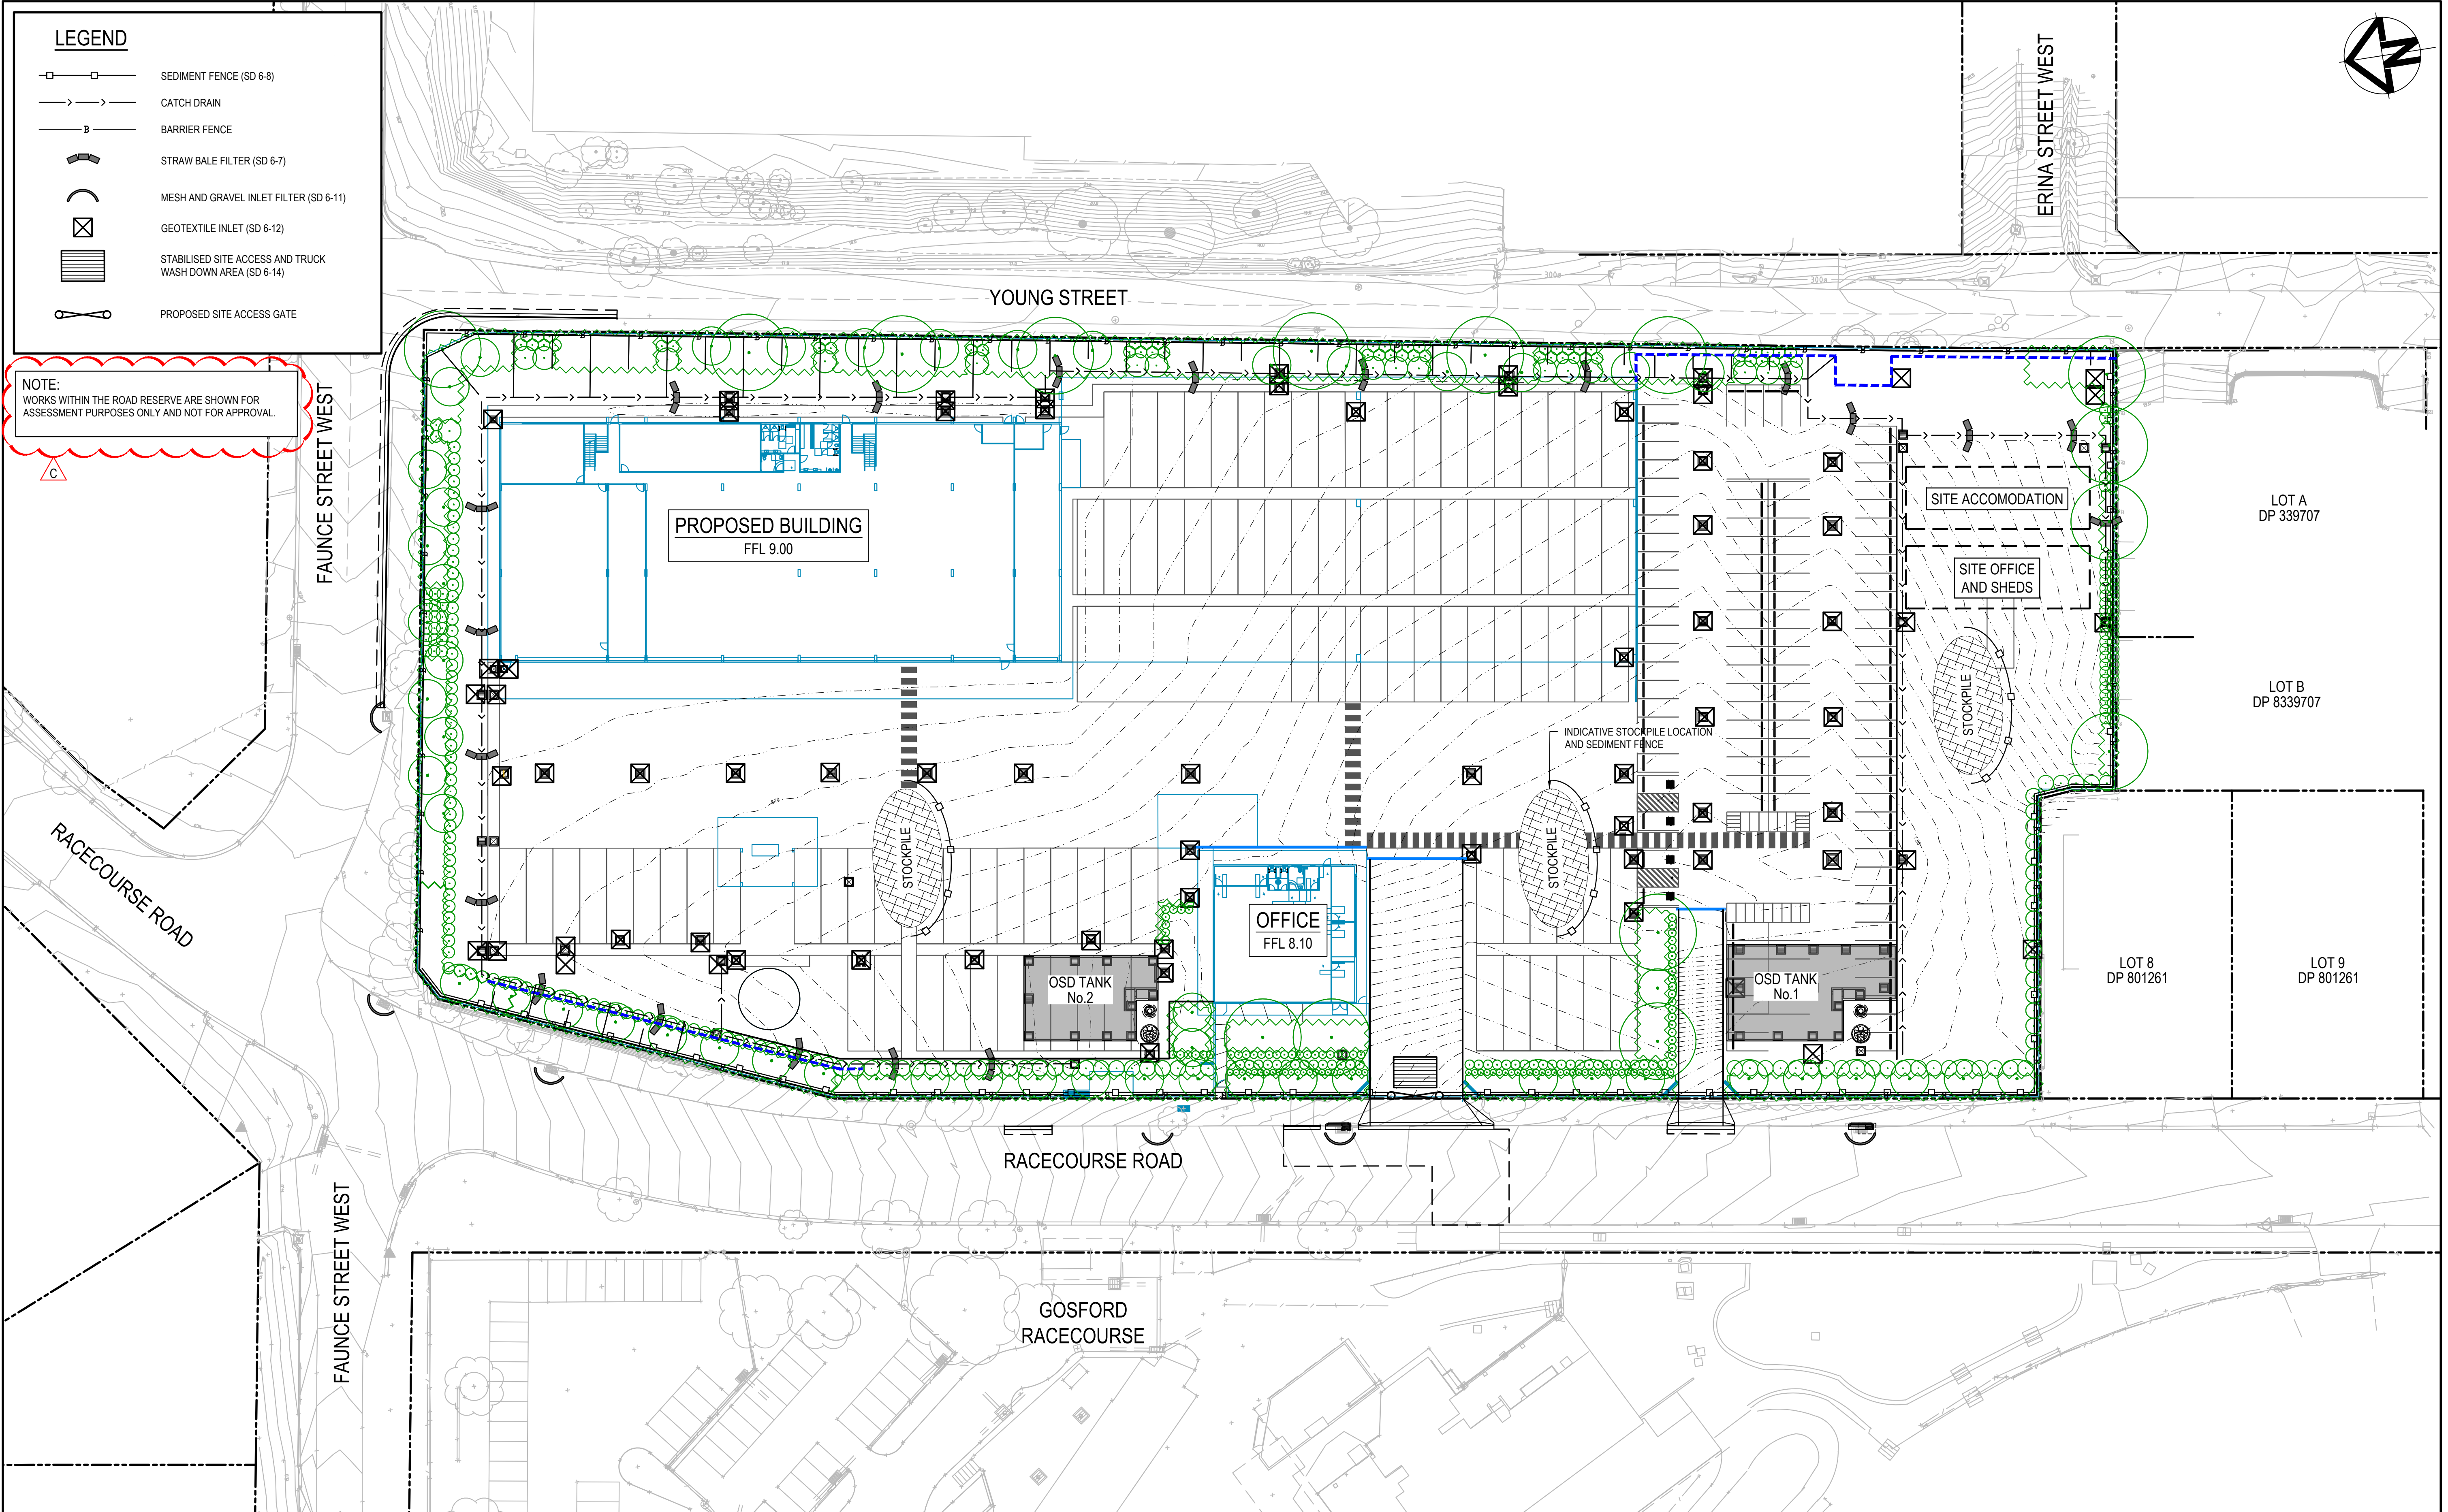 LEGEND
SEDIMENT FENCE (SD 6-8)
CATCH DRAIN
B
BARRIER FENCE
STRAW BALE FILTER (SD 6-7)
MESH AND GRAVEL INLET FILTER (SD 6-11)
GEOTEXTILE INLET (SD 6-12)
STABILISED SITE ACCESS AND TRUCK
WASH DOWN AREA (SD 6-14)
PROPOSED SITE ACCESS GATE
NOTE:
WORKS WITHIN THE ROAD RESERVE ARE SHOWN FOR
ASSESSMENT PURPOSES ONLY AND NOT FOR APPROVAL.
C
N
ERINA STREET WEST
YOUNG STREET
300ø
300ø
FAUNCE STREET WEST
PROPOSED BUILDING
FFL 9.00
SITE ACCOMODATION
SITE OFFICE
AND SHEDS
LOT A
DP 339707
LOT B
DP 8339707
STOCKPILE
INDICATIVE STOCKPILE LOCATION
AND SEDIMENT FENCE
STOCKPILE
STOCKPILE
RACECOURSE ROAD
OFFICE
FFL 8.10
OSD TANK
No.2
OSD TANK
No.1
LOT 8
DP 801261
LOT 9
DP 801261
RACECOURSE ROAD
FAUNCE STREET WEST
GOSFORD
RACECOURSE